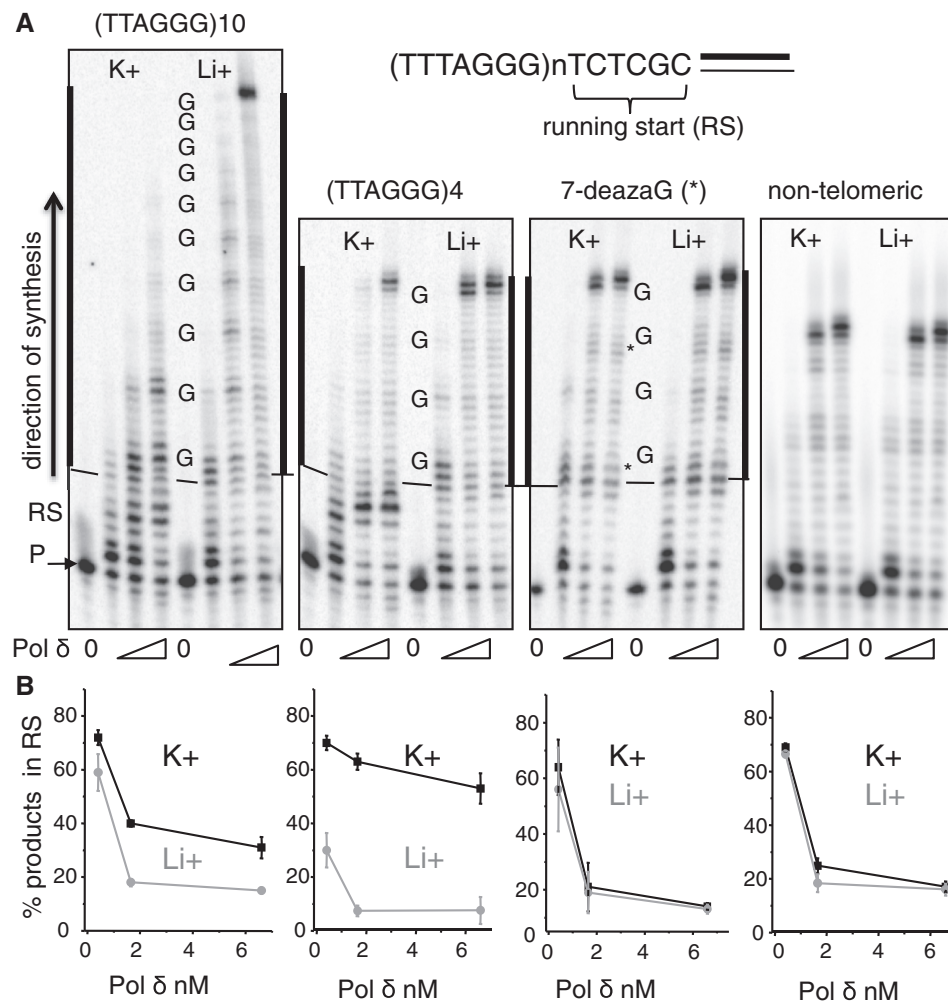 A
(TTAGGG)10
K+
Li+
(TTTAGGG)nTCTCGC
running start (RS)
direction of synthesis
RS
P
G
G
G
G
G
G
G
G
G
G
(TTAGGG)4
K+
Li+
G
G
G
G
7-deazaG (*)
K+
Li+
G
G
*
G
G
*
non-telomeric
K+
Li+
Pol δ 0 0 0 0 0 0 0 0
B
% products in RS
80
60
40
20
0
K+
Li+
0 2 4 6
Pol δ nM
80
60
40
20
0
K+
Li+
0 2 4 6
Pol δ nM
80
60
40
20
0
K+
Li+
0 2 4 6
Pol δ nM
80
60
40
20
0
K+
Li+
0 2 4 6
Pol δ nM